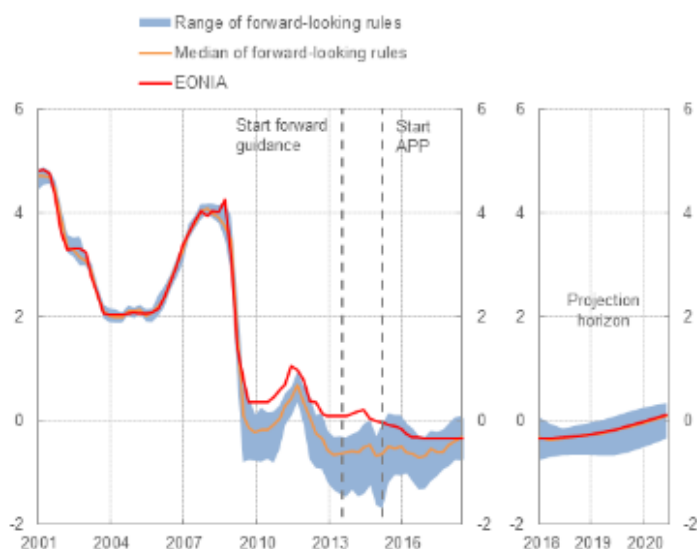 Range of forward-looking rules
Median of forward-looking rules
EONIA
6
6
6
Start forward
guidance
Start
APP
4
4
4
Projection
horizon
2
2
2
0
0
0
-2
-2
-2
2001
2004
2007
2010
2013
2016
2018
2019
2020